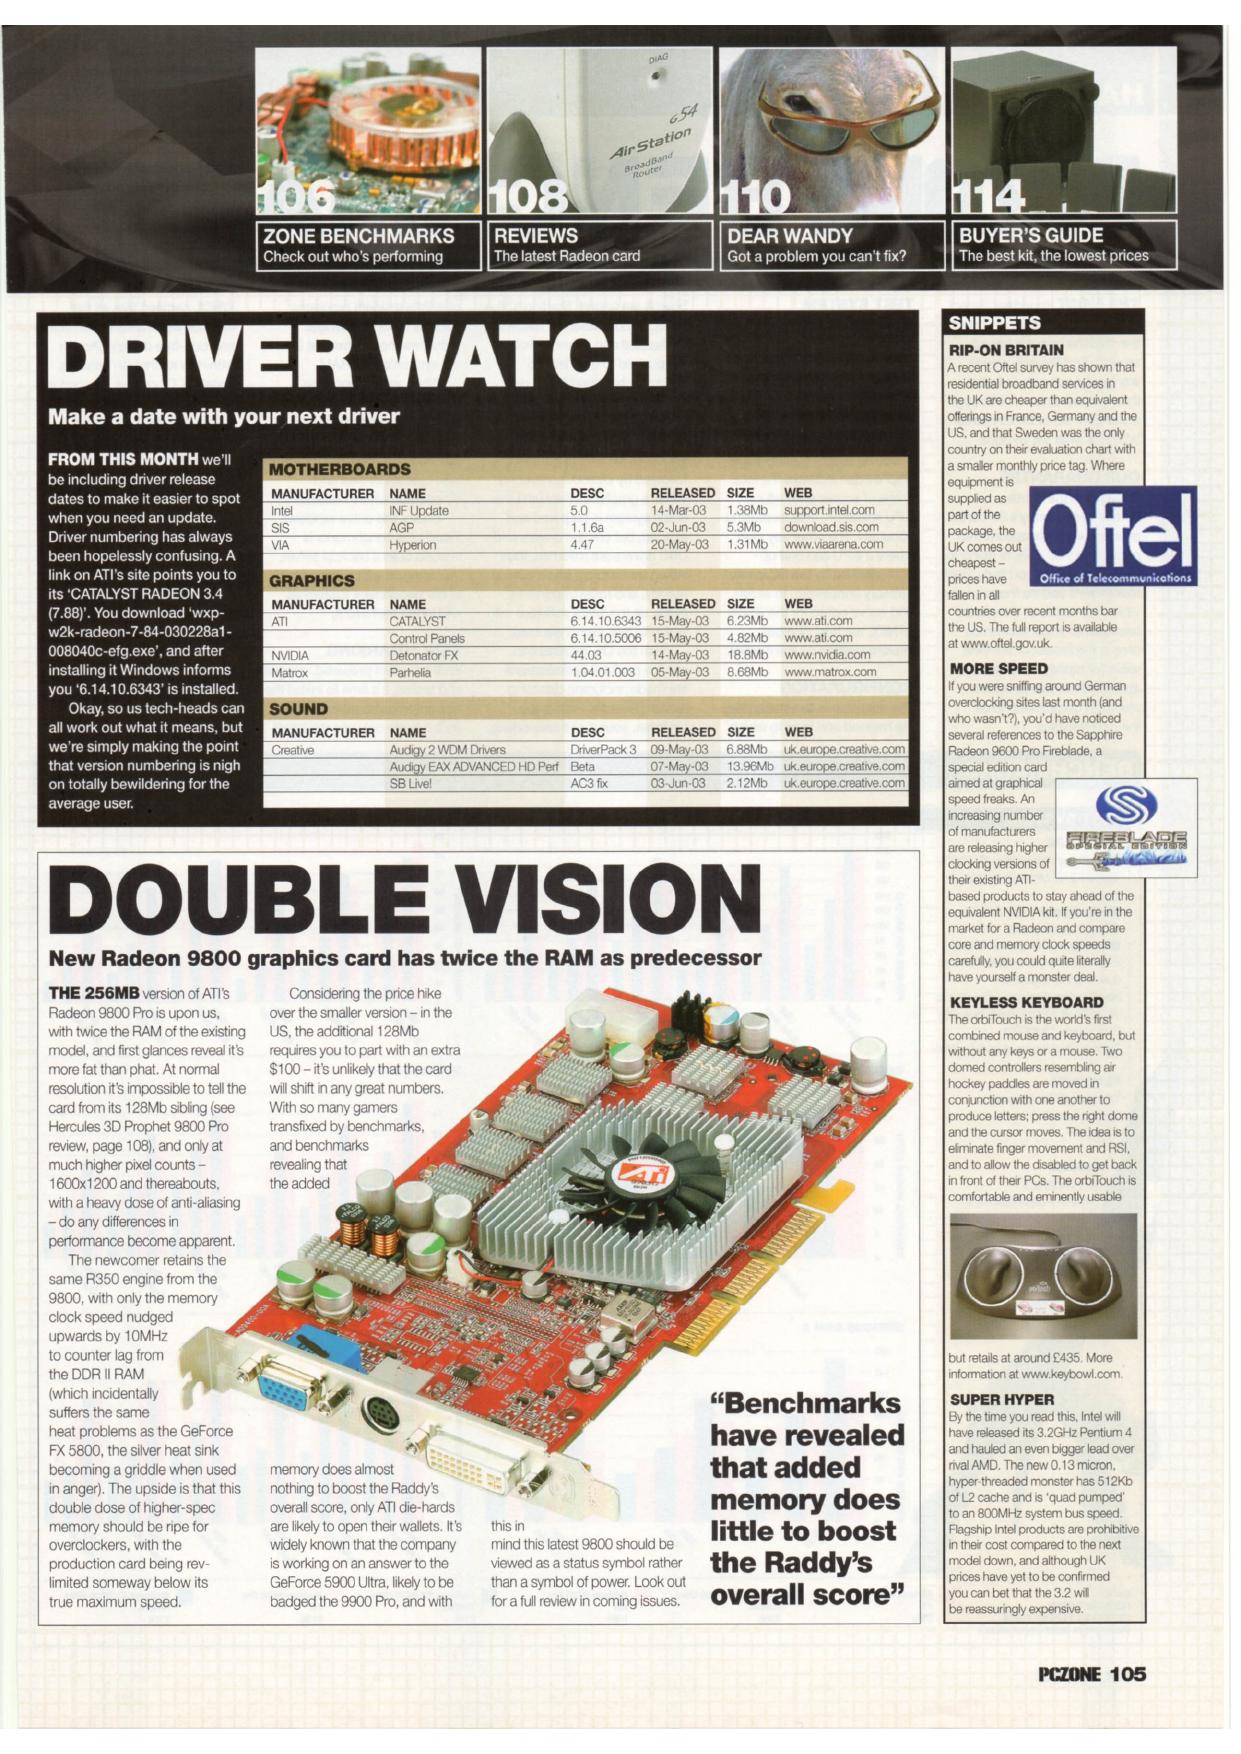 DIAG
G54
AirStation
BroadBand
Router
106
108
110
114
ZONE BENCHMARKS
Check out who's performing
REVIEWS
The latest Radeon card
DEAR WANDY
Got a problem you can't fix?
BUYER'S GUIDE
The best kit, the lowest prices
DRIVER WATCH
Make a date with your next driver
FROM THIS MONTH we'll
be including driver release
dates to make it easier to spot
when you need an update.
Driver numbering has always
been hopelessly confusing. A
link on ATI's site points you to
its 'CATALYST RADEON 3.4
(7.88)'. You download 'wxp-
w2k-radeon-7-84-030228a1-
008040c-efg.exe', and after
installing it Windows informs
you '6.14.10.6343' is installed.
Okay, so us tech-heads can
all work out what it means, but
we're simply making the point
that version numbering is nigh
on totally bewildering for the
average user.
MOTHERBOARDS
MANUFACTURER NAME DESC RELEASED SIZE WEB
Intel INF Update 5.0 14-Mar-03 1.38Mb support.intel.com
SIS AGP 1.1.6a 02-Jun-03 5.3Mb download.sis.com
VIA Hyperion 4.47 20-May-03 1.31Mb www.viaarena.com
GRAPHICS
MANUFACTURER NAME DESC RELEASED SIZE WEB
ATI CATALYST 6.14.10.6343 15-May-03 6.23Mb www.ati.com
Control Panels 6.14.10.5006 15-May-03 4.82Mb www.ati.com
NVIDIA Detonator FX 44.03 14-May-03 18.8Mb www.nvidia.com
Matrox Parhelia 1.04.01.003 05-May-03 8.68Mb www.matrox.com
SOUND
MANUFACTURER NAME DESC RELEASED SIZE WEB
Creative Audigy 2 WDM Drivers DriverPack 3 09-May-03 6.88Mb uk.europe.creative.com
Audigy EAX ADVANCED HD Perf Beta 07-May-03 13.96Mb uk.europe.creative.com
SB Live! AC3 fix 03-Jun-03 2.12Mb uk.europe.creative.com
DOUBLE VISION
New Radeon 9800 graphics card has twice the RAM as predecessor
THE 256MB version of ATI's
Radeon 9800 Pro is upon us,
with twice the RAM of the existing
model, and first glances reveal it's
more fat than phat. At normal
resolution it's impossible to tell the
card from its 128Mb sibling (see
Hercules 3D Prophet 9800 Pro
review, page 108), and only at
much higher pixel counts –
1600x1200 and thereabouts,
with a heavy dose of anti-aliasing
– do any differences in
performance become apparent.
The newcomer retains the
same R350 engine from the
9800, with only the memory
clock speed nudged
upwards by 10MHz
to counter lag from
the DDR II RAM
(which incidentally
suffers the same
heat problems as the GeForce
FX 5800, the silver heat sink
becoming a griddle when used
in anger). The upside is that this
double dose of higher-spec
memory should be ripe for
overclockers, with the
production card being rev-
limited someway below its
true maximum speed.
Considering the price hike
over the smaller version – in the
US, the additional 128Mb
requires you to part with an extra
$100 – it's unlikely that the card
will shift in any great numbers.
With so many gamers
transfixed by benchmarks,
and benchmarks
revealing that
the added
memory does almost
nothing to boost the Raddy's
overall score, only ATI die-hards
are likely to open their wallets. It's
widely known that the company
is working on an answer to the
GeForce 5900 Ultra, likely to be
badged the 9900 Pro, and with
this in
mind this latest 9800 should be
viewed as a status symbol rather
than a symbol of power. Look out
for a full review in coming issues.
ATI
"Benchmarks
have revealed
that added
memory does
little to boost
the Raddy's
overall score"
SNIPPETS
RIP-ON BRITAIN
A recent Oftel survey has shown that
residential broadband services in
the UK are cheaper than equivalent
offerings in France, Germany and the
US, and that Sweden was the only
country on their evaluation chart with
a smaller monthly price tag. Where
equipment is
supplied as
part of the
package, the
UK comes out
cheapest –
prices have
fallen in all
countries over recent months bar
the US. The full report is available
at www.oftel.gov.uk.
Oftel
Office of Telecommunications
MORE SPEED
If you were sniffing around German
overclocking sites last month (and
who wasn't?), you'd have noticed
several references to the Sapphire
Radeon 9600 Pro Fireblade, a
special edition card
aimed at graphical
speed freaks. An
increasing number
of manufacturers
are releasing higher
clocking versions of
their existing ATI-
based products to stay ahead of the
equivalent NVIDIA kit. If you're in the
market for a Radeon and compare
core and memory clock speeds
carefully, you could quite literally
have yourself a monster deal.
FIREBLADE
SPECIAL EDITION
KEYLESS KEYBOARD
The orbiTouch is the world's first
combined mouse and keyboard, but
without any keys or a mouse. Two
domed controllers resembling air
hockey paddles are moved in
conjunction with one another to
produce letters; press the right dome
and the cursor moves. The idea is to
eliminate finger movement and RSI,
and to allow the disabled to get back
in front of their PCs. The orbiTouch is
comfortable and eminently usable
but retails at around £435. More
information at www.keybowl.com.
SUPER HYPER
By the time you read this, Intel will
have released its 3.2GHz Pentium 4
and hauled an even bigger lead over
rival AMD. The new 0.13 micron,
hyper-threaded monster has 512Kb
of L2 cache and is 'quad pumped'
to an 800MHz system bus speed.
Flagship Intel products are prohibitive
in their cost compared to the next
model down, and although UK
prices have yet to be confirmed
you can bet that the 3.2 will
be reassuringly expensive.
PCZONE 105